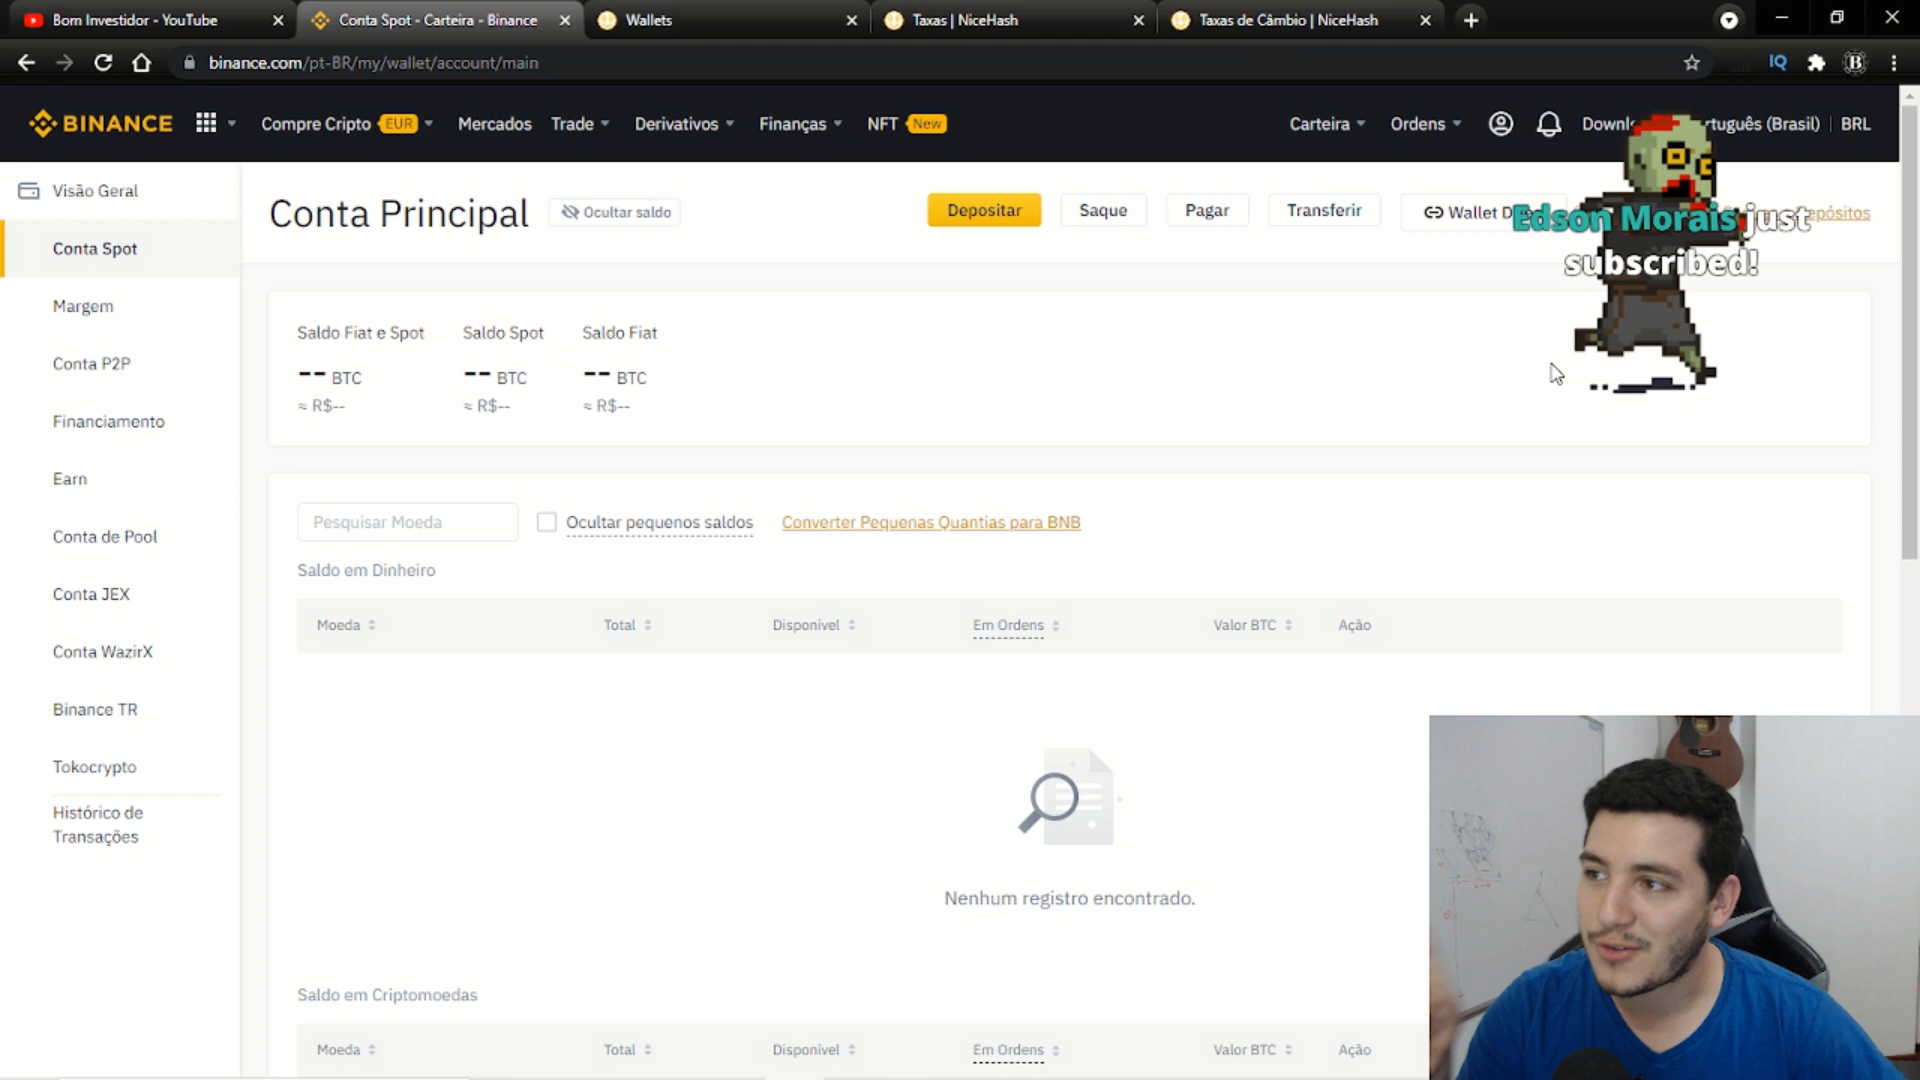 Bom Investidor - YouTube
Conta Spot - Carteira - Binance
Wallets
Taxas | NiceHash
Taxas de Câmbio | NiceHash
binance.com/pt-BR/my/wallet/account/main
IQ
B
BINANCE
Compre Cripto EUR
Mercados
Trade
Derivativos
Finanças
NFT New
Carteira
Ordens
Português (Brasil)
BRL
Visão Geral
Conta Spot
Margem
Conta P2P
Financiamento
Earn
Conta de Pool
Conta JEX
Conta WazirX
Binance TR
Tokocrypto
Histórico de
Transações
Conta Principal
Ocultar saldo
Depositar
Saque
Pagar
Transferir
Wallet
Edson Morais just
subscribed!
Saldo Fiat e Spot
Saldo Spot
Saldo Fiat
-- BTC
-- BTC
-- BTC
≈ R$--
≈ R$--
≈ R$--
Pesquisar Moeda
Ocultar pequenos saldos
Converter Pequenas Quantias para BNB
Saldo em Dinheiro
Moeda
Total
Disponível
Em Ordens
Valor BTC
Ação
Nenhum registro encontrado.
Saldo em Criptomoedas
Moeda
Total
Disponível
Em Ordens
Valor BTC
Ação